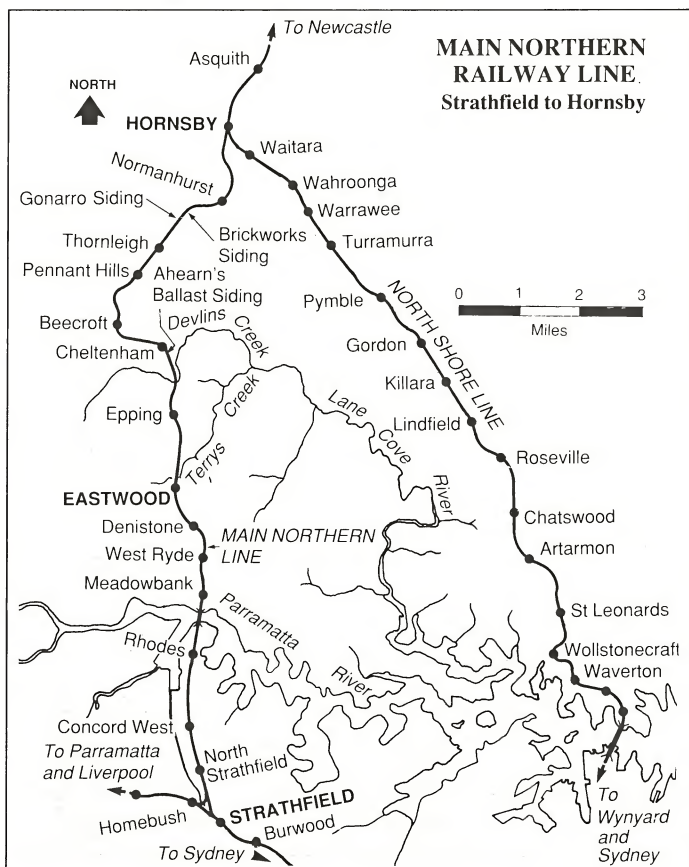 To Newcastle
MAIN NORTHERN
RAILWAY LINE
Strathfield to Hornsby
Asquith
NORTH
HORNSBY
Waitara
Normanhurst
Wahroonga
Gonarro Siding
Warrawee
Brickworks
Siding
Thornleigh
Turramurra
Pennant Hills
Ahearn's
Ballast Siding
Pymble
NORTH SHORE LINE
0 1 2 3
Miles
Beecroft
Devlins Creek
Cheltenham
Gordon
Killara
Epping
Terrys Creek
Lane Cove River
Lindfield
Roseville
EASTWOOD
Chatswood
Denistone
MAIN NORTHERN
LINE
West Ryde
Artarmon
Meadowbank
Parramatta River
St Leonards
Rhodes
Wollstonecraft
Waverton
Concord West
To Parramatta
and Liverpool
North
Strathfield
STRATHFIELD
Homebush
Burwood
To Sydney
To
Wynyard
and
Sydney